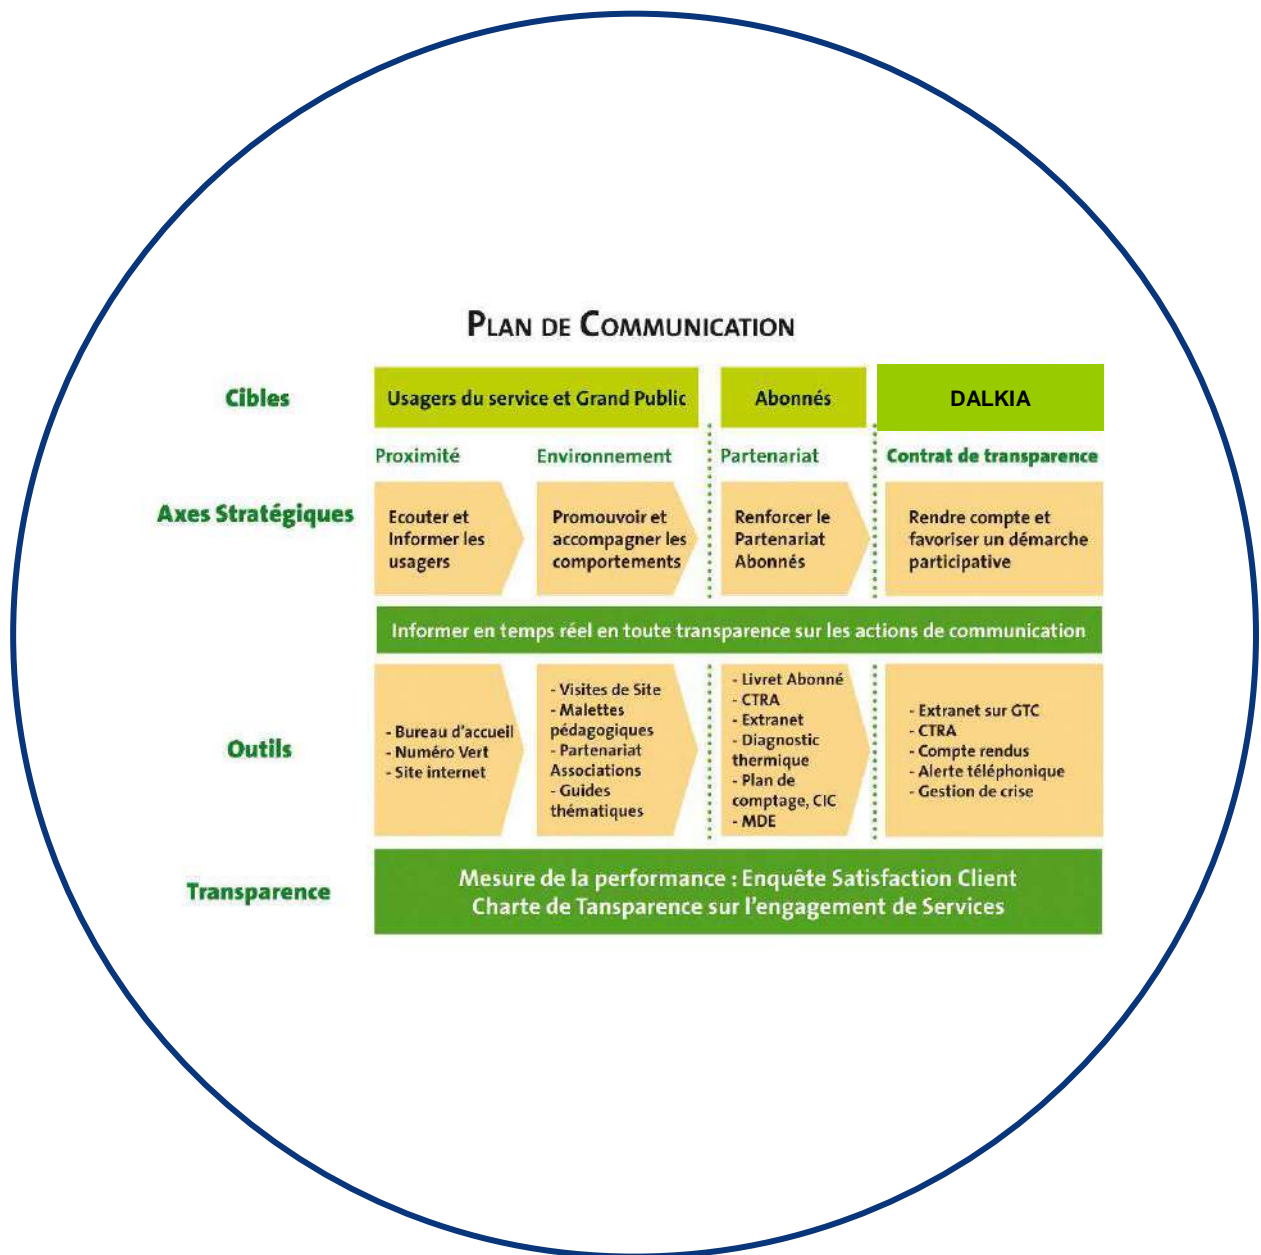 PLAN DE COMMUNICATION
Cibles
Usagers du service et Grand Public
Abonnés
DALKIA
Proximité
Environnement
Partenariat
Contrat de transparence
Axes Stratégiques
Ecouter et
Informer les
usagers
Promouvoir et
accompagner les
comportements
Renforcer le
Partenariat
Abonnés
Rendre compte et
favoriser un démarche
participative
Informer en temps réel en toute transparence sur les actions de communication
Outils
- Bureau d'accueil
- Numéro Vert
- Site internet
- Visites de Site
- Malettes
pédagogiques
- Partenariat
Associations
- Guides
thématiques
- Livret Abonné
- CTRA
- Extranet
- Diagnostic
thermique
- Plan de
comptage, CIC
- MDE
- Extranet sur GTC
- CTRA
- Compte rendus
- Alerte téléphonique
- Gestion de crise
Transparence
Mesure de la performance : Enquête Satisfaction Client
Charte de Tansparence sur l'engagement de Services